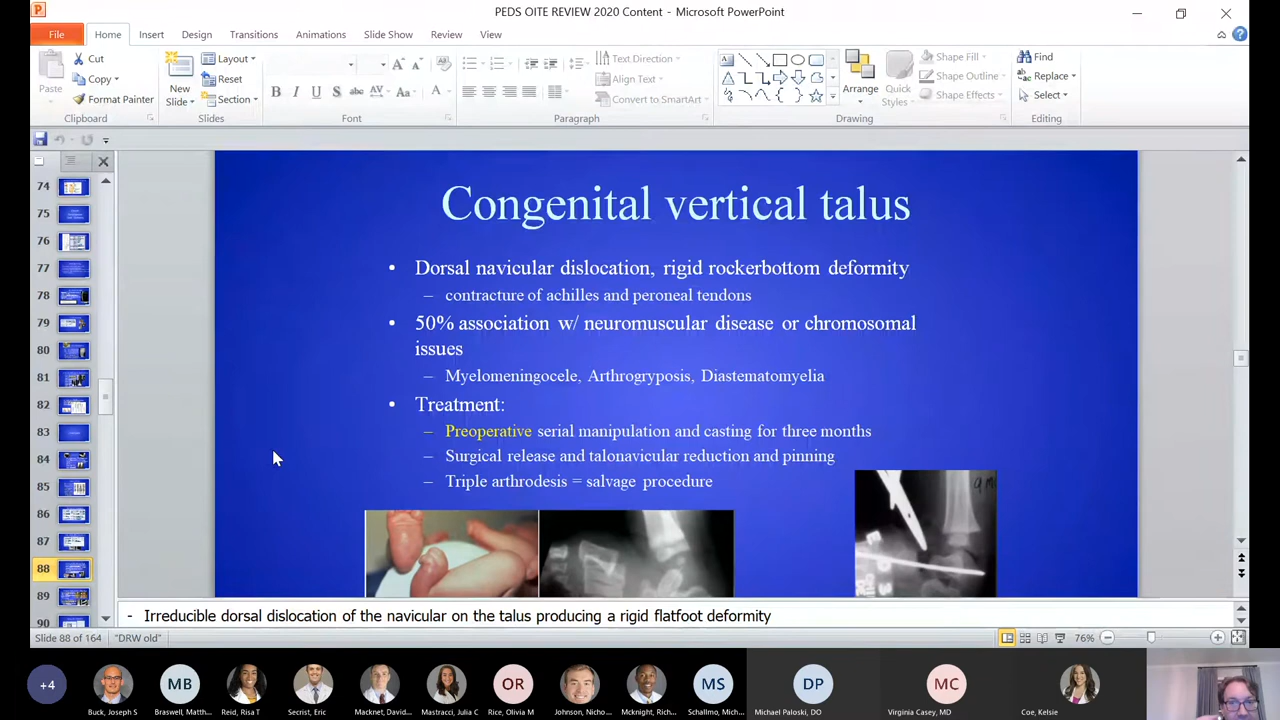 PEDS OITE REVIEW 2020 Content - Microsoft PowerPoint
File Home Insert Design Transitions Animations Slide Show Review View
Paste
Cut
Copy
Format Painter
Clipboard
New Slide
Layout
Reset
Section
Slides
B I U S abc AV Aa A
Font
Text Direction
Align Text
Convert to SmartArt
Paragraph
Arrange
Quick Styles
Shape Fill
Shape Outline
Shape Effects
Drawing
Find
Replace
Select
Editing
74
75
76
77
78
79
80
81
82
83
84
85
86
87
88
89
90
Congenital vertical talus
• Dorsal navicular dislocation, rigid rockerbottom deformity
– contracture of achilles and peroneal tendons
• 50% association w/ neuromuscular disease or chromosomal
issues
– Myelomeningocele, Arthrogryposis, Diastematomyelia
• Treatment:
– Preoperative serial manipulation and casting for three months
– Surgical release and talonavicular reduction and pinning
– Triple arthrodesis = salvage procedure
- Irreducible dorsal dislocation of the navicular on the talus producing a rigid flatfoot deformity
Slide 88 of 164 "DRW old" 76%
+4 MB OR MS DP MC
Buck, Joseph S Braswell, Matth... Reid, Risa T Secrist, Eric Macknet, David... Mastracci, Julia C Rice, Olivia M Johnson, Nicho... Mcknight, Rich... Schallmo, Mich... Michael Paloski, DO Virginia Casey, MD Coe, Kelsie